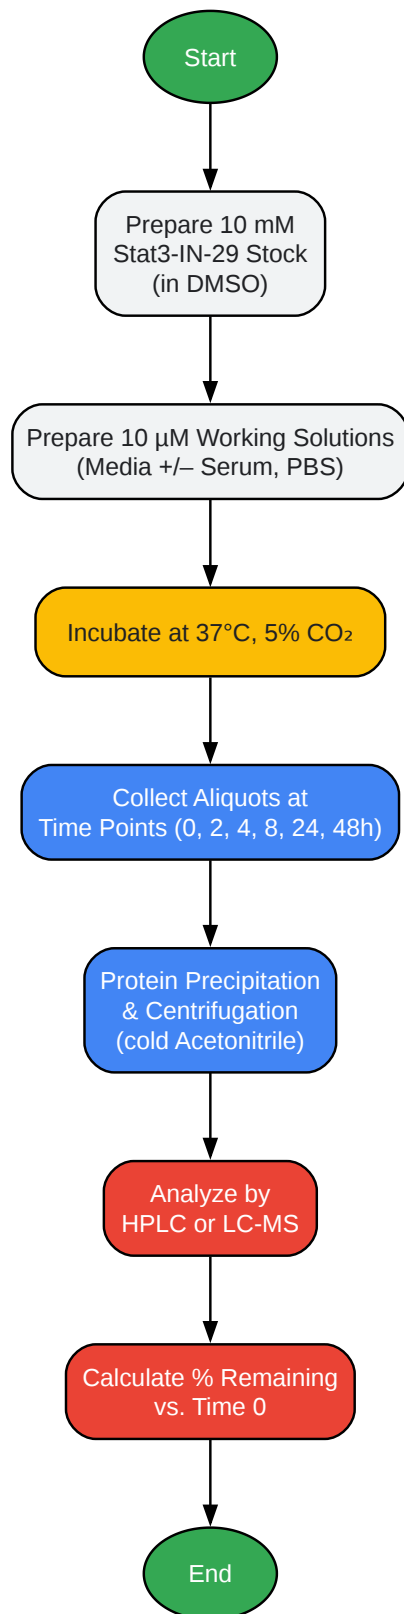 Start
Prepare 10 mM
Stat3-IN-29 Stock
(in DMSO)
Prepare 10 µM Working Solutions
(Media +/– Serum, PBS)
Incubate at 37°C, 5% CO₂
Collect Aliquots at
Time Points (0, 2, 4, 8, 24, 48h)
Protein Precipitation
& Centrifugation
(cold Acetonitrile)
Analyze by
HPLC or LC-MS
Calculate % Remaining
vs. Time 0
End